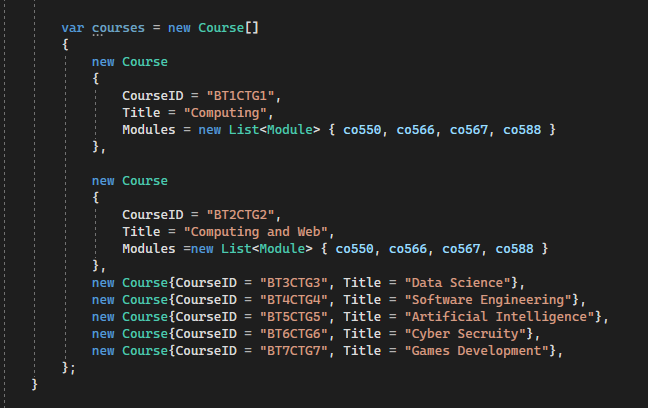 var courses = new Course[]
{
new Course
{
CourseID = "BT1CTG1",
Title = "Computing",
Modules = new List<Module> { co550, co566, co567, co588 }
},
new Course
{
CourseID = "BT2CTG2",
Title = "Computing and Web",
Modules =new List<Module> { co550, co566, co567, co588 }
},
new Course{CourseID = "BT3CTG3", Title = "Data Science"},
new Course{CourseID = "BT4CTG4", Title = "Software Engineering"},
new Course{CourseID = "BT5CTG5", Title = "Artificial Intelligence"},
new Course{CourseID = "BT6CTG6", Title = "Cyber Secruity"},
new Course{CourseID = "BT7CTG7", Title = "Games Development"},
};
}